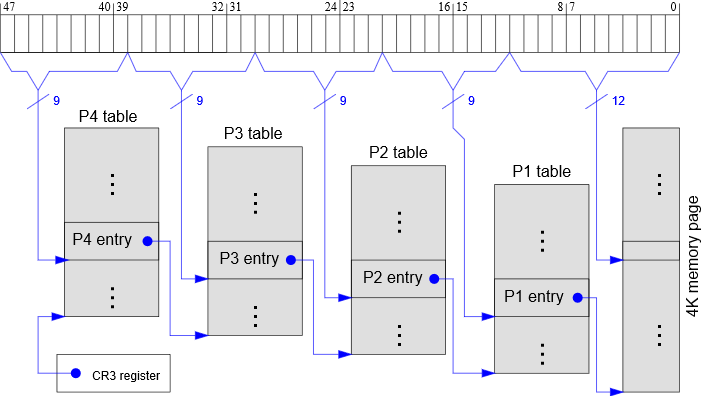 47 40 39 32 31 24 23 16 15 8 7 0
9 9 9 9 12
P4 table
P3 table
P2 table
P1 table
P4 entry
P3 entry
P2 entry
P1 entry
4K memory page
CR3 register